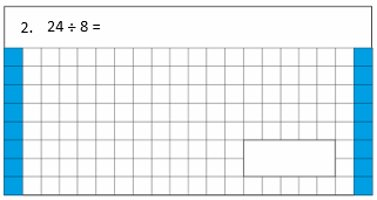 2. 24 ÷ 8 =